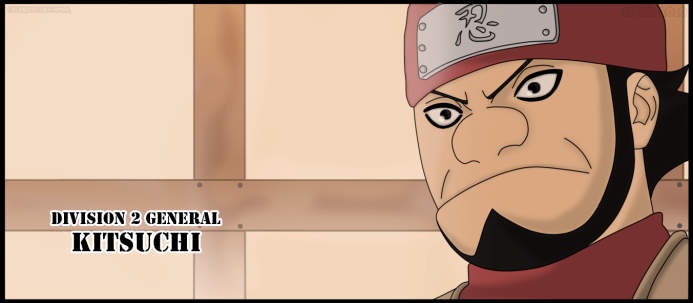 忍
DIVISION 2 GENERAL
KITSUCHI